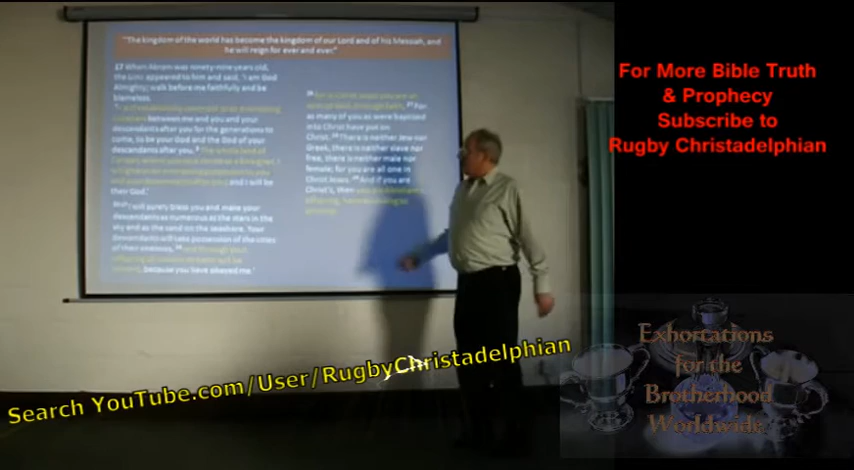 "The kingdom of the world has become the kingdom of our Lord and of his Messiah, and
he will reign for ever and ever."
17 When Abram was ninety-nine years old,
the LORD appeared to him and said, 'I am God
Almighty; walk before me faithfully and be
blameless.
between me and you and your
descendants after you for the generations to
come, to be your God and the God of your
descendants after you.
and I will be
their God.'
And 'I will surely bless you and make your
descendants as numerous as the stars in the
sky and as the sand on the seashore. Your
descendants will take possession of the cities
of their enemies,
because you have obeyed me.'
For
as many of you as were baptized
into Christ have put on
Christ. There is neither Jew nor
Greek, there is neither slave nor
free, there is neither male nor
female; for you are all one in
Christ Jesus. And if you are
Christ's, then
For More Bible Truth
& Prophecy
Subscribe to
Rugby Christadelphian
Exhortations
for the
Brotherhood
Worldwide
Search YouTube.com/User/RugbyChristadelphian